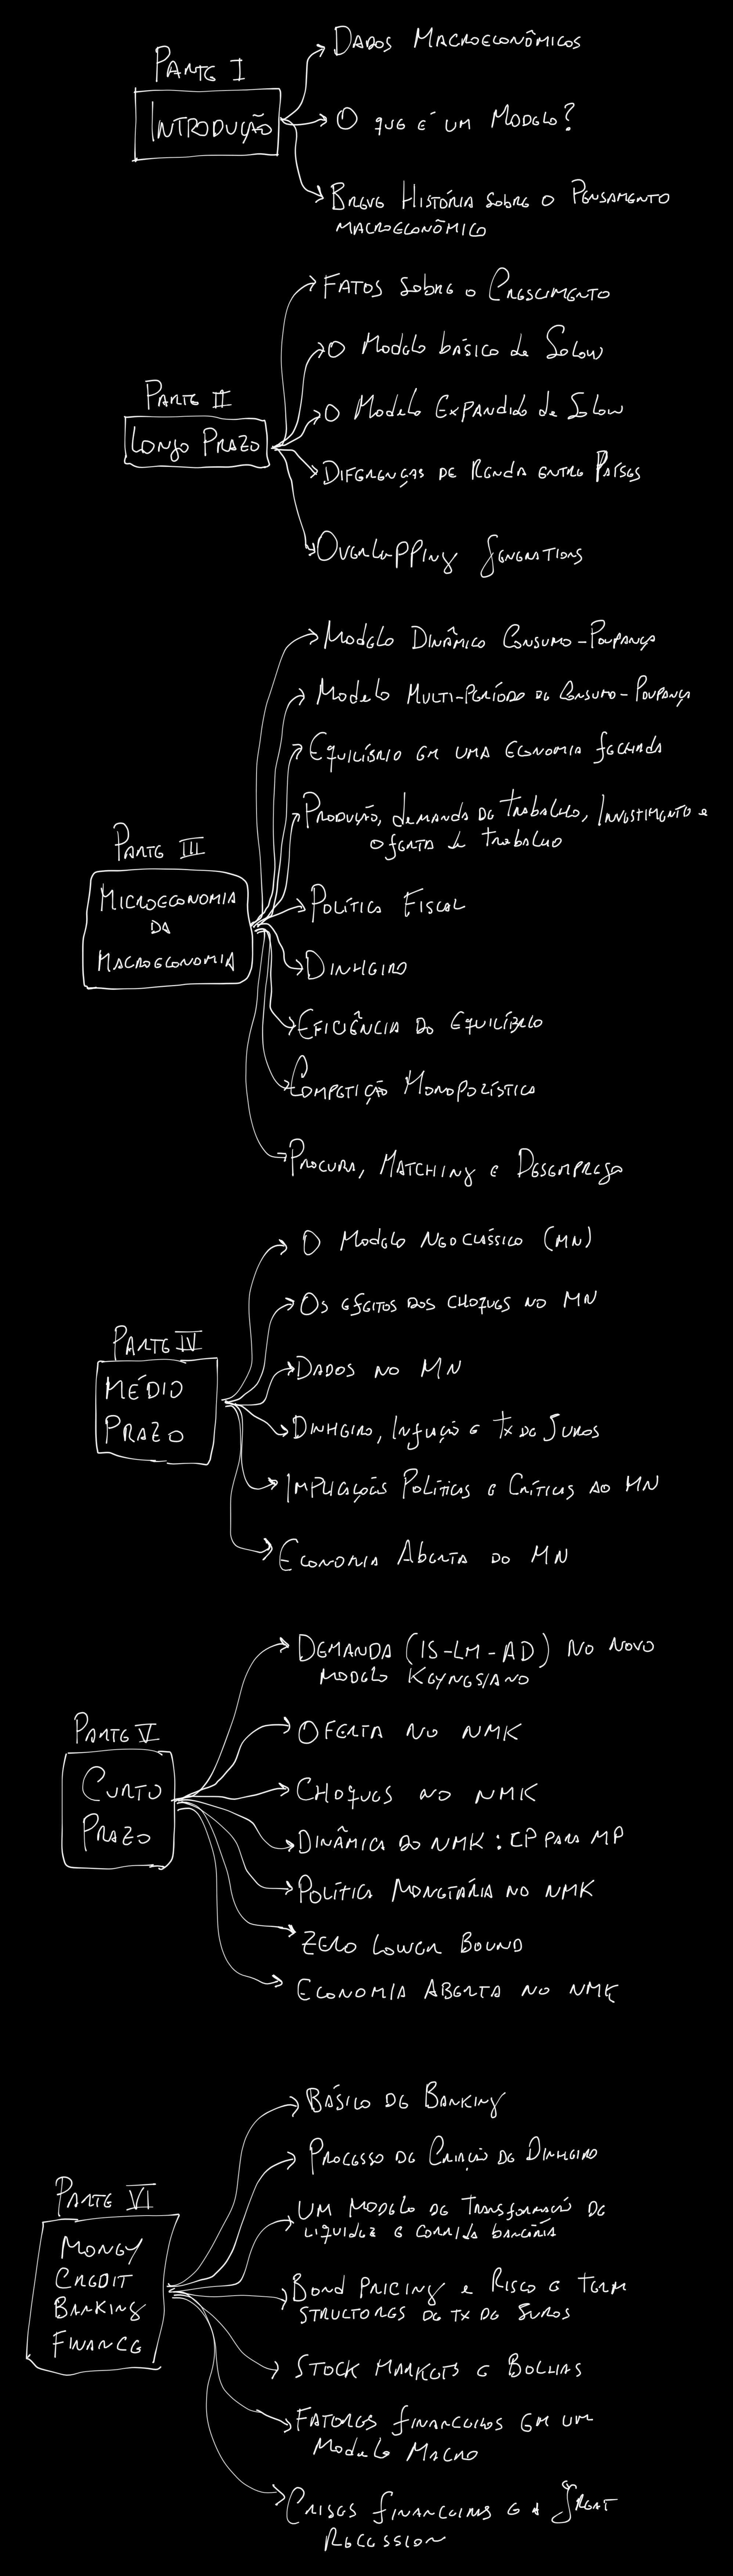 Parte I
Introdução
Dados Macroeconômicos
O que é um Modelo?
Breve História sobre o Pensamento
macroeconômico
Parte II
Longo Prazo
Fatos sobre o Crescimento
O Modelo básico de Solow
O Modelo Expandido de Solow
Diferenças de Renda entre Países
Overlapping Generations
Parte III
Microeconomia
da
Macroeconomia
Modelo Dinâmico Consumo-Poupança
Modelo Multi-Período de Consumo-Poupança
Equilíbrio em uma Economia fechada
Produção, demanda de trabalho, Investimento e
Oferta de trabalho
Política Fiscal
Dinheiro
Eficiência do Equilíbrio
Competição Monopolística
Procura, Matching e Desemprego
Parte IV
Médio
Prazo
O Modelo Neoclássico (MN)
Os efeitos dos choques no MN
Dados no MN
Dinheiro, Inflação e Tx de Juros
Implicações Políticas e Críticas ao MN
Economia Aberta do MN
Parte V
Curto
Prazo
Demanda (IS-LM-AD) no novo
modelo Keynesiano
Oferta no NMK
Choques no NMK
Dinâmica do NMK: CP para MP
Política Monetária no NMK
Zero Lower Bound
Economia Aberta no NMK
Parte VI
Money
Credit
Banking
Finance
Básico de Banking
Processo de Criação de Dinheiro
Um Modelo de Transformação de
liquidez e corrida bancária
Bond pricing e Risco e term
structures de tx de Juros
Stock Markets e Bolhas
Fatores financeiros em um
Modelo Macro
Crises financeiras e a Great
Recession